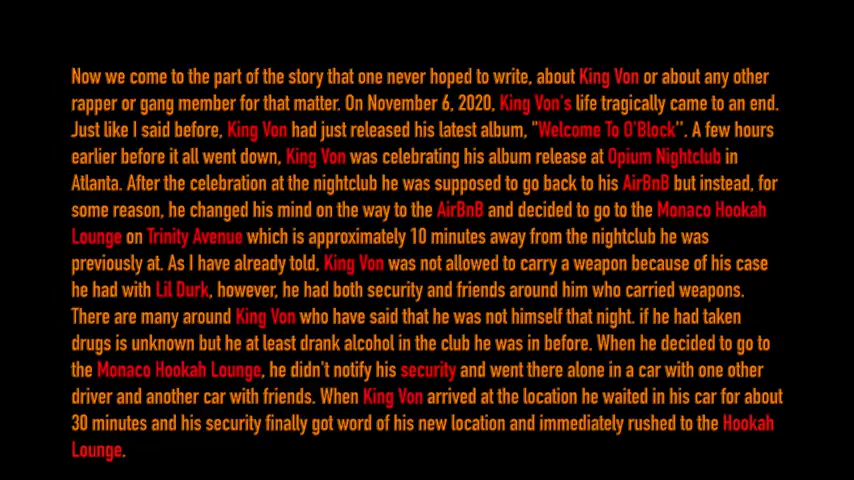 Now we come to the part of the story that one never hoped to write, about King Von or about any other
rapper or gang member for that matter. On November 6, 2020, King Von's life tragically came to an end.
Just like I said before, King Von had just released his latest album, "Welcome To O'Block". A few hours
earlier before it all went down, King Von was celebrating his album release at Opium Nightclub in
Atlanta. After the celebration at the nightclub he was supposed to go back to his AirBnB but instead, for
some reason, he changed his mind on the way to the AirBnB and decided to go to the Monaco Hookah
Lounge on Trinity Avenue which is approximately 10 minutes away from the nightclub he was
previously at. As I have already told, King Von was not allowed to carry a weapon because of his case
he had with Lil Durk, however, he had both security and friends around him who carried weapons.
There are many around King Von who have said that he was not himself that night. if he had taken
drugs is unknown but he at least drank alcohol in the club he was in before. When he decided to go to
the Monaco Hookah Lounge, he didn't notify his security and went there alone in a car with one other
driver and another car with friends. When King Von arrived at the location he waited in his car for about
30 minutes and his security finally got word of his new location and immediately rushed to the Hookah
Lounge.